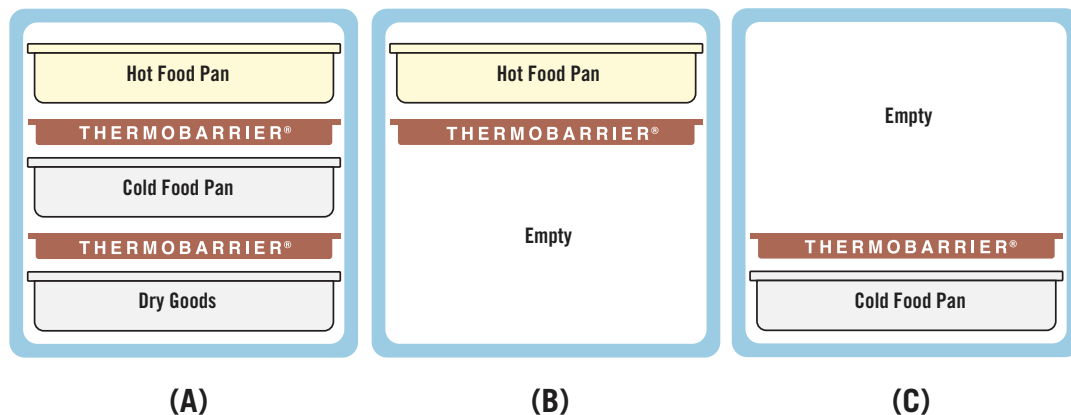 Hot Food Pan
THERMOBARRIER®
Cold Food Pan
THERMOBARRIER®
Dry Goods
(A)
Hot Food Pan
THERMOBARRIER®
Empty
(B)
Empty
THERMOBARRIER®
Cold Food Pan
(C)